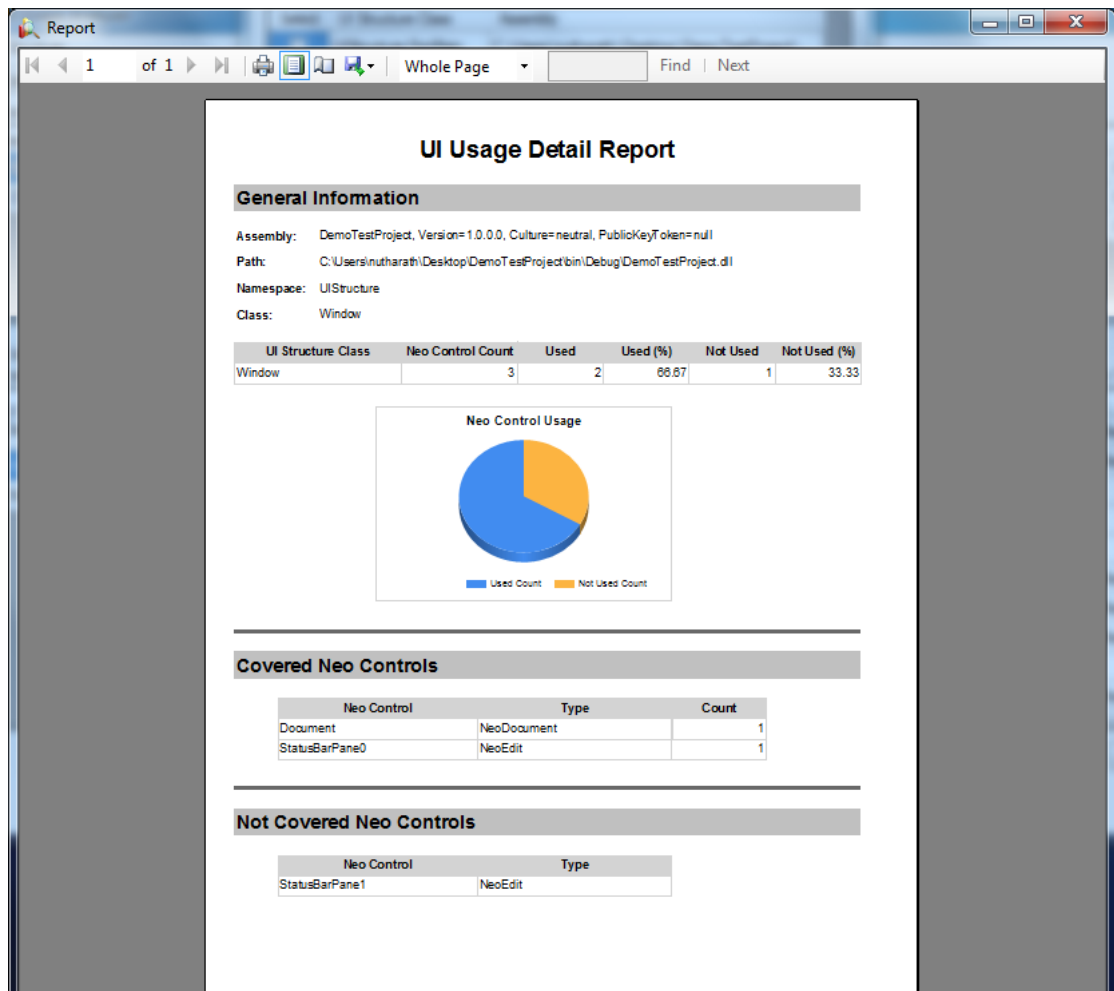 Report
1 of 1 Whole Page Find | Next
UI Usage Detail Report
General Information
Assembly: DemoTestProject, Version=1.0.0.0, Culture=neutral, PublicKeyToken=null
Path: C:\Users\nutharath\Desktop\DemoTestProject\bin\Debug\DemoTestProject.dll
Namespace: UIStructure
Class: Window
UI Structure Class Neo Control Count Used Used (%) Not Used Not Used (%)
Window 3 2 66.67 1 33.33
Neo Control Usage
Used Count Not Used Count
Covered Neo Controls
Neo Control Type Count
Document NeoDocument 1
StatusBarPane0 NeoEdit 1
Not Covered Neo Controls
Neo Control Type
StatusBarPane1 NeoEdit